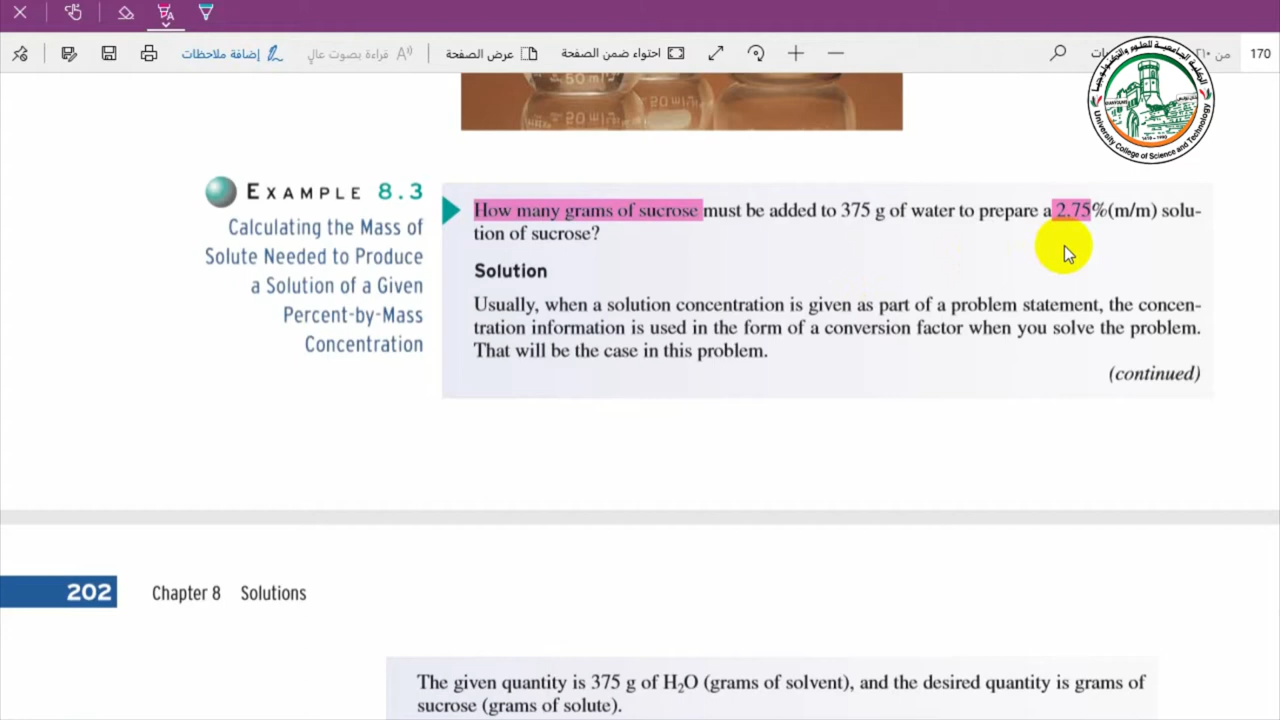 إضافة ملاحظات
قراءة بصوت عالٍ
عرض الصفحة
احتواء ضمن الصفحة
170
من
University College of Science and Technology
50 ml
EXAMPLE 8.3
Calculating the Mass of
Solute Needed to Produce
a Solution of a Given
Percent-by-Mass
Concentration
How many grams of sucrose must be added to 375 g of water to prepare a 2.75%(m/m) solu-
tion of sucrose?
Solution
Usually, when a solution concentration is given as part of a problem statement, the concen-
tration information is used in the form of a conversion factor when you solve the problem.
That will be the case in this problem.
(continued)
202
Chapter 8 Solutions
The given quantity is 375 g of H₂O (grams of solvent), and the desired quantity is grams of
sucrose (grams of solute).